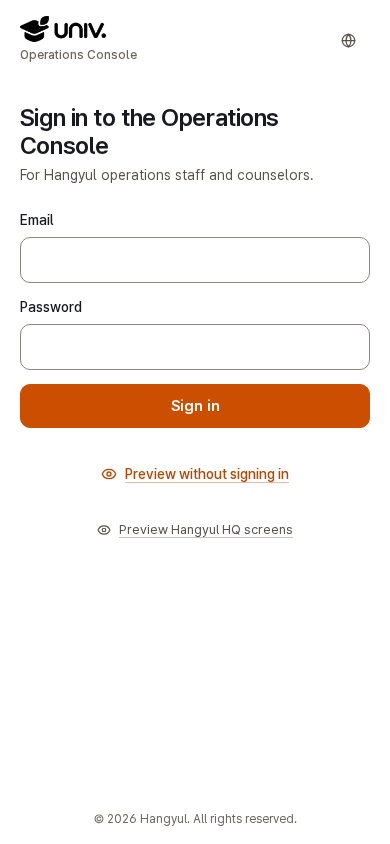 UNIV.
Operations Console
Sign in to the Operations
Console
For Hangyul operations staff and counselors.
Email
Password
Sign in
Preview without signing in
Preview Hangyul HQ screens
© 2026 Hangyul. All rights reserved.